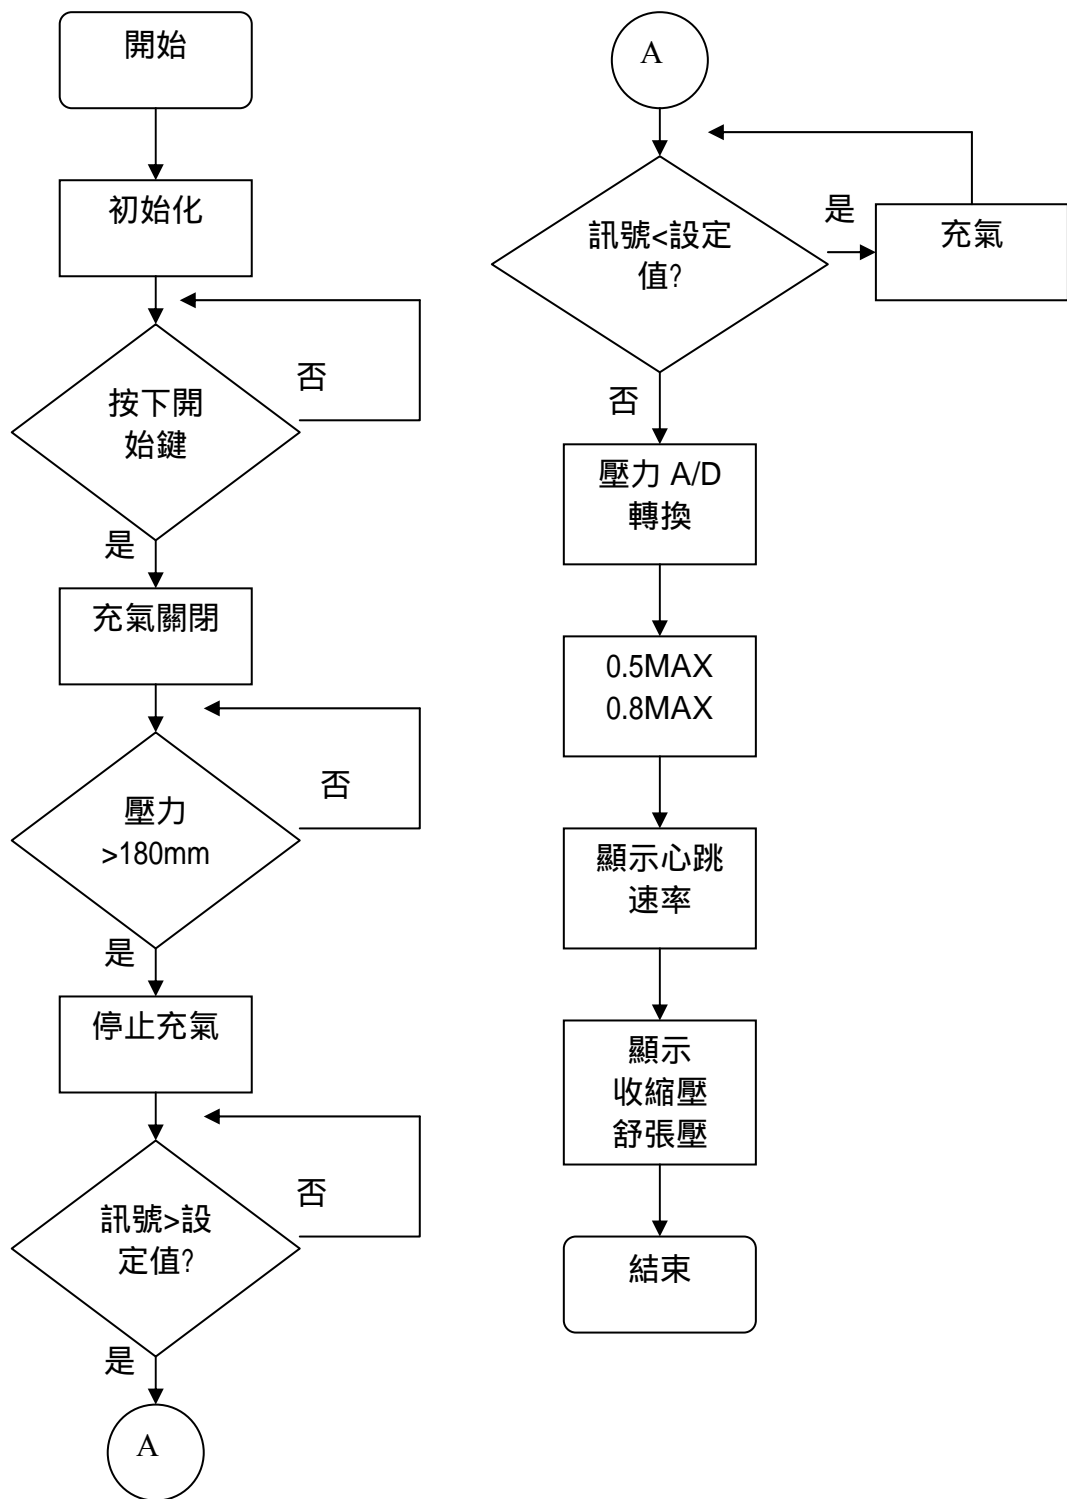 開始
初始化
否
按下開
始鍵
是
充氣關閉
否
壓力
>180mm
是
停止充氣
否
訊號>設
定值?
是
A
A
訊號<設定
值?
是
充氣
否
壓力 A/D
轉換
0.5MAX
0.8MAX
顯示心跳
速率
顯示
收縮壓
舒張壓
結束